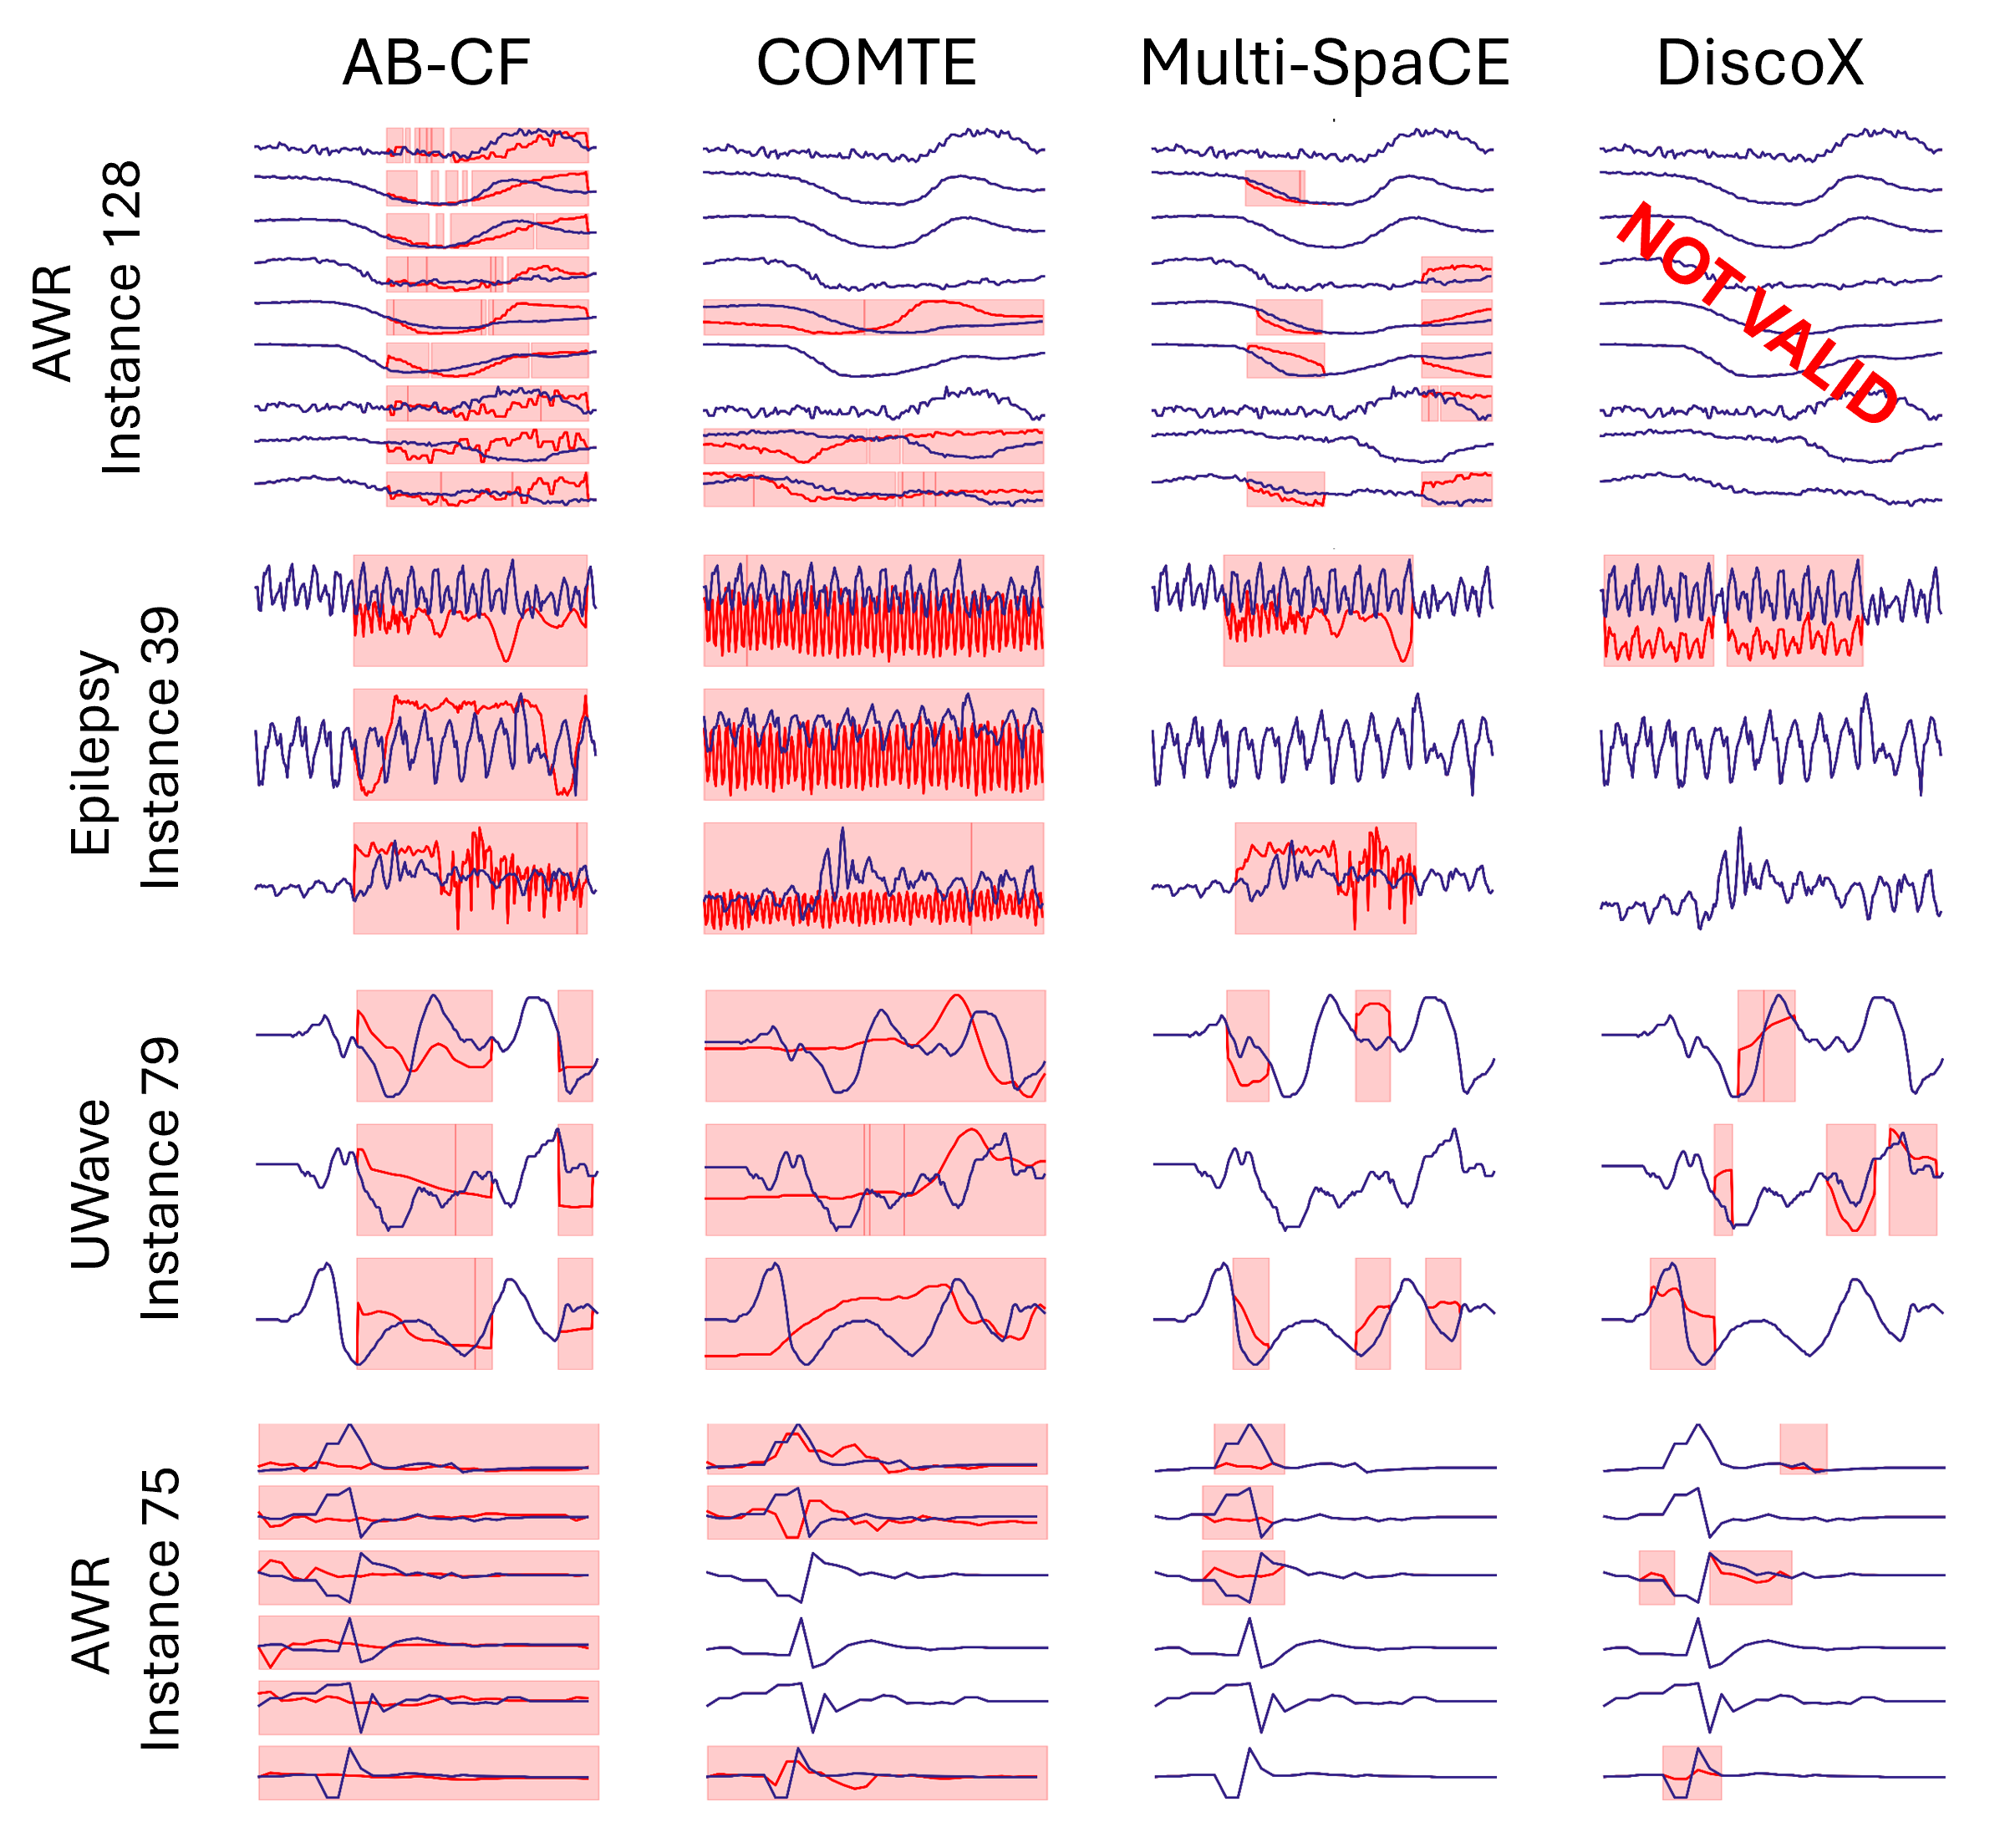 AB-CF
COMTE
Multi-SpaCE
DiscoX
AWR
Instance 128
NOT VALID
Epilepsy
Instance 39
UWave
Instance 79
AWR
Instance 75